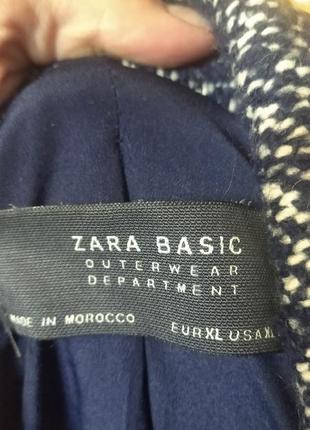 ZARA BASIC
OUTERWEAR
DEPARTMENT
MADE IN MOROCCO
EUR XL USA XL